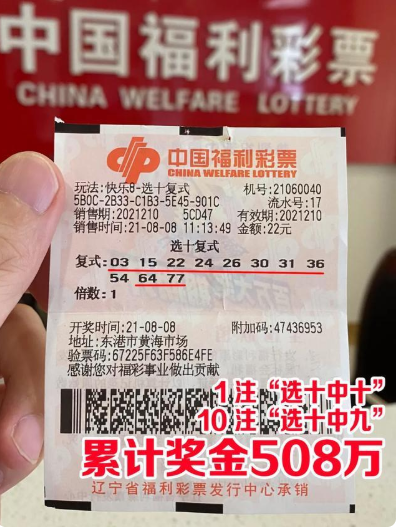 中国福利彩票
CHINA WELFARE LOTTERY
中国福利彩票
CHINA WELFARE LOTTERY
玩法:快乐8-选十复式 机号:21060040
5B0C-2B33-C1B3-5E45-901C 流水号:17
销售期:2021210 5CD47 有效期:2021210
销售时间:21-08-08 11:13:49 金额:22元
选十复式
复式:03 15 22 24 26 30 31 36
54 64 77
倍数:1
开奖时间:21-08-08 附加码:47436953
地址:东港市黄海市场
验票码:67225F63F586E4FE
感谢您对福彩事业做出贡献
1注“选十中十”
10注“选十中九”
累计奖金508万
辽宁省福利彩票发行中心承销